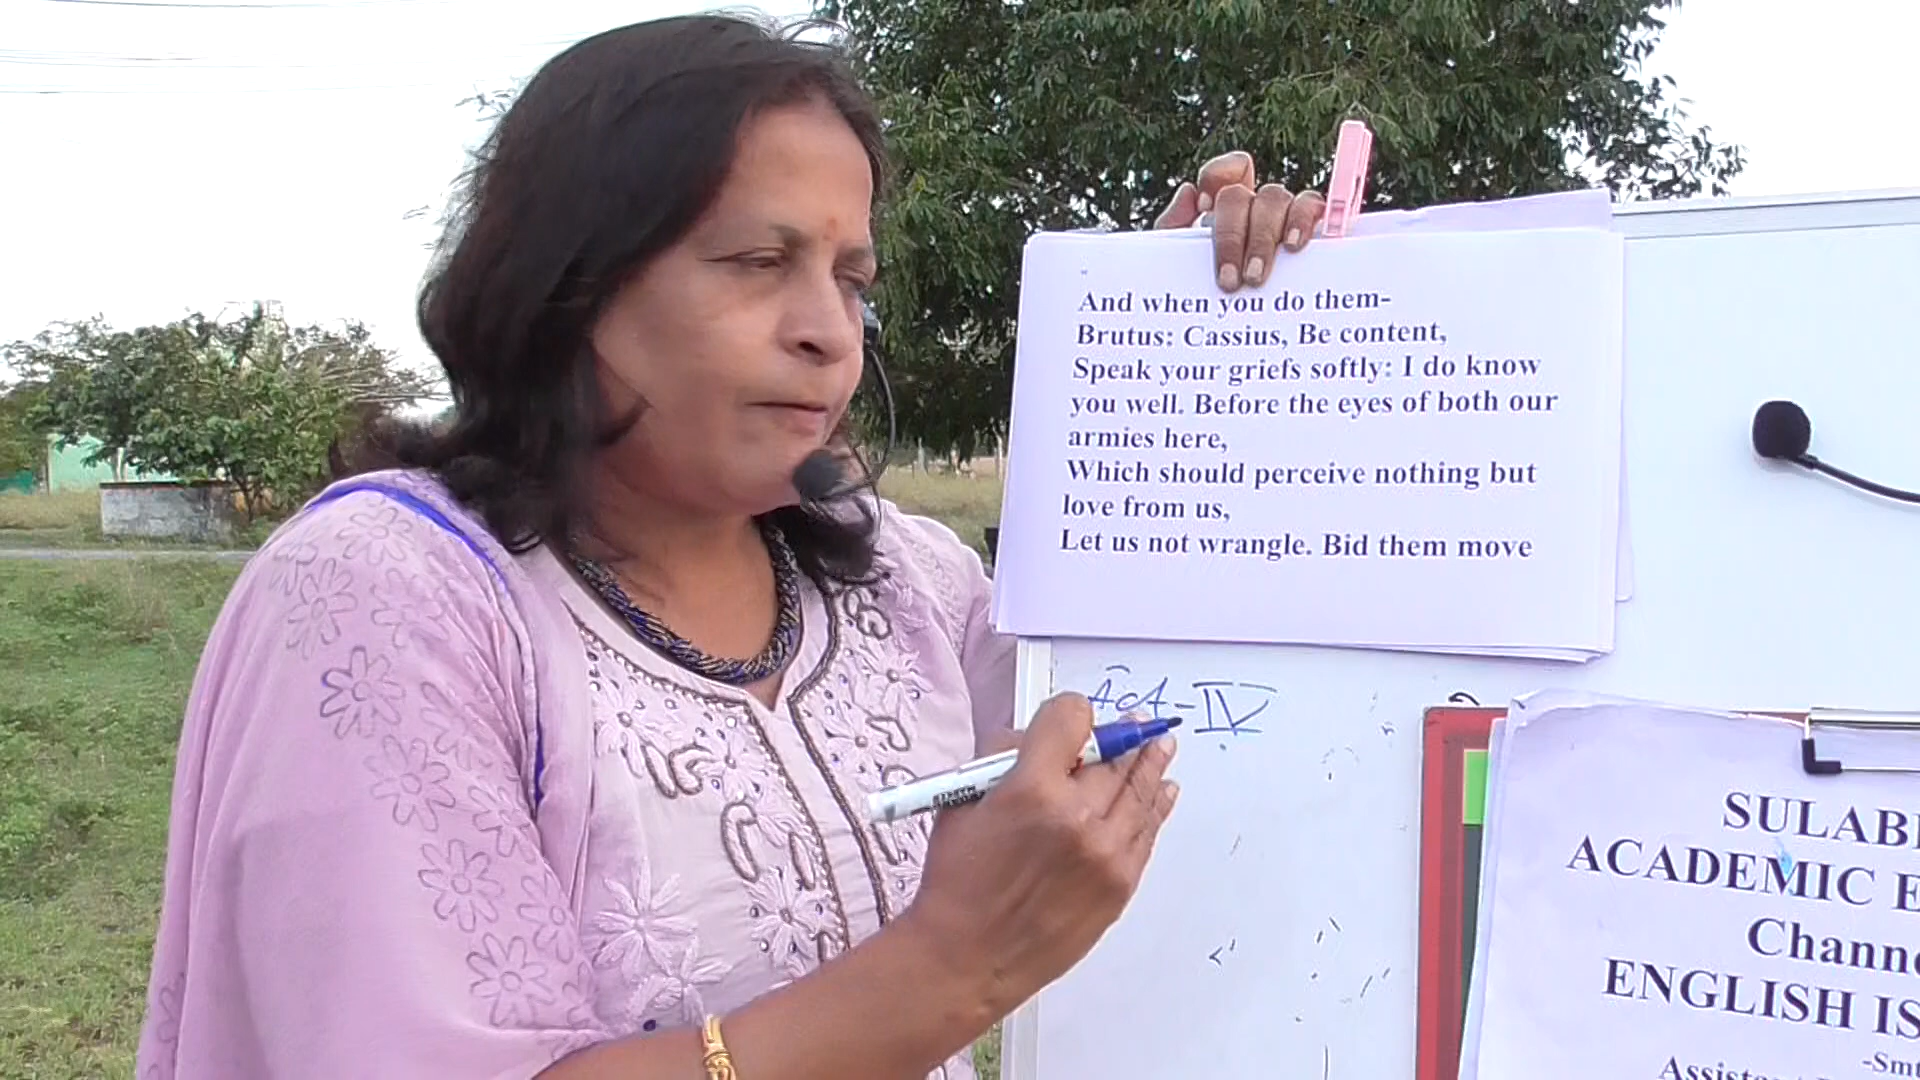 And when you do them-
Brutus: Cassius, Be content,
Speak your griefs softly: I do know
you well. Before the eyes of both our
armies here,
Which should perceive nothing but
love from us,
Let us not wrangle. Bid them move
Act-IV
SULAB
ACADEMIC E
Chann
ENGLISH IS
-Smt